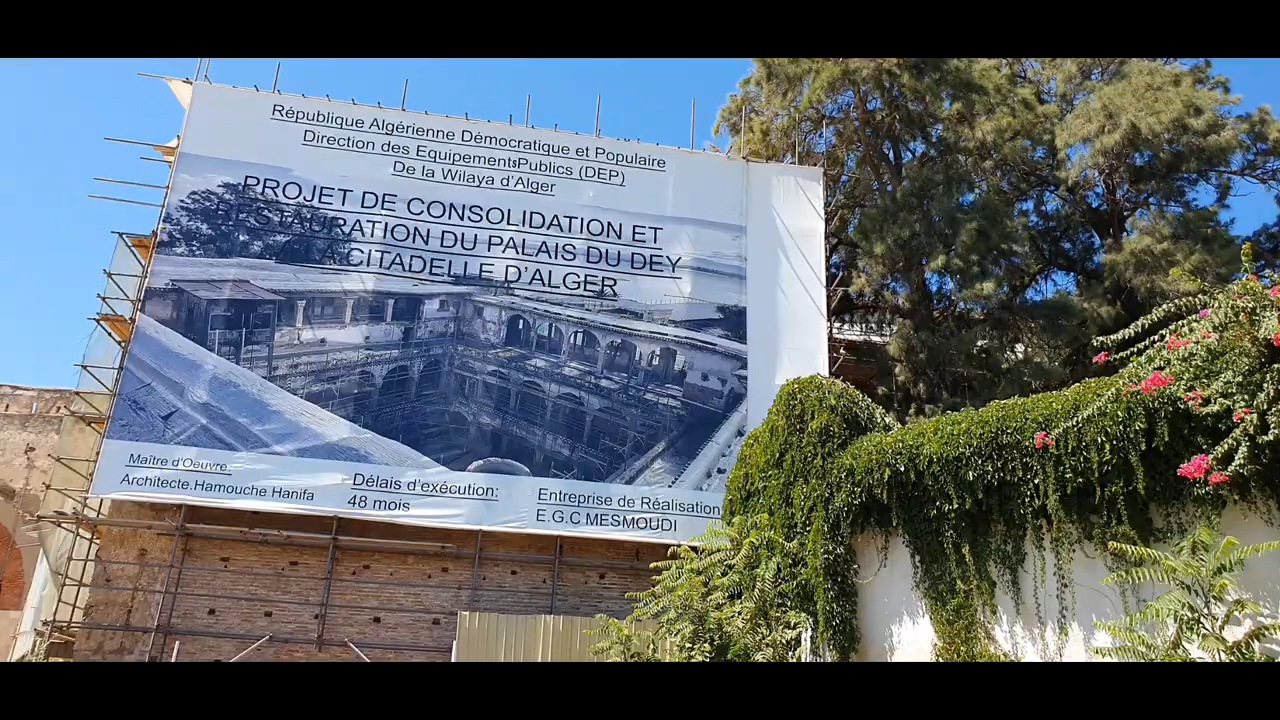 République Algérienne Démocratique et Populaire
Direction des EquipementsPublics (DEP)
De la Wilaya d'Alger
PROJET DE CONSOLIDATION ET
RESTAURATION DU PALAIS DU DEY
A CITADELLE D'ALGER
Maître d'Oeuvre.
Architecte.Hamouche Hanifa
Délais d'exécution:
48 mois
Entreprise de Réalisation
E.G.C MESMOUDI